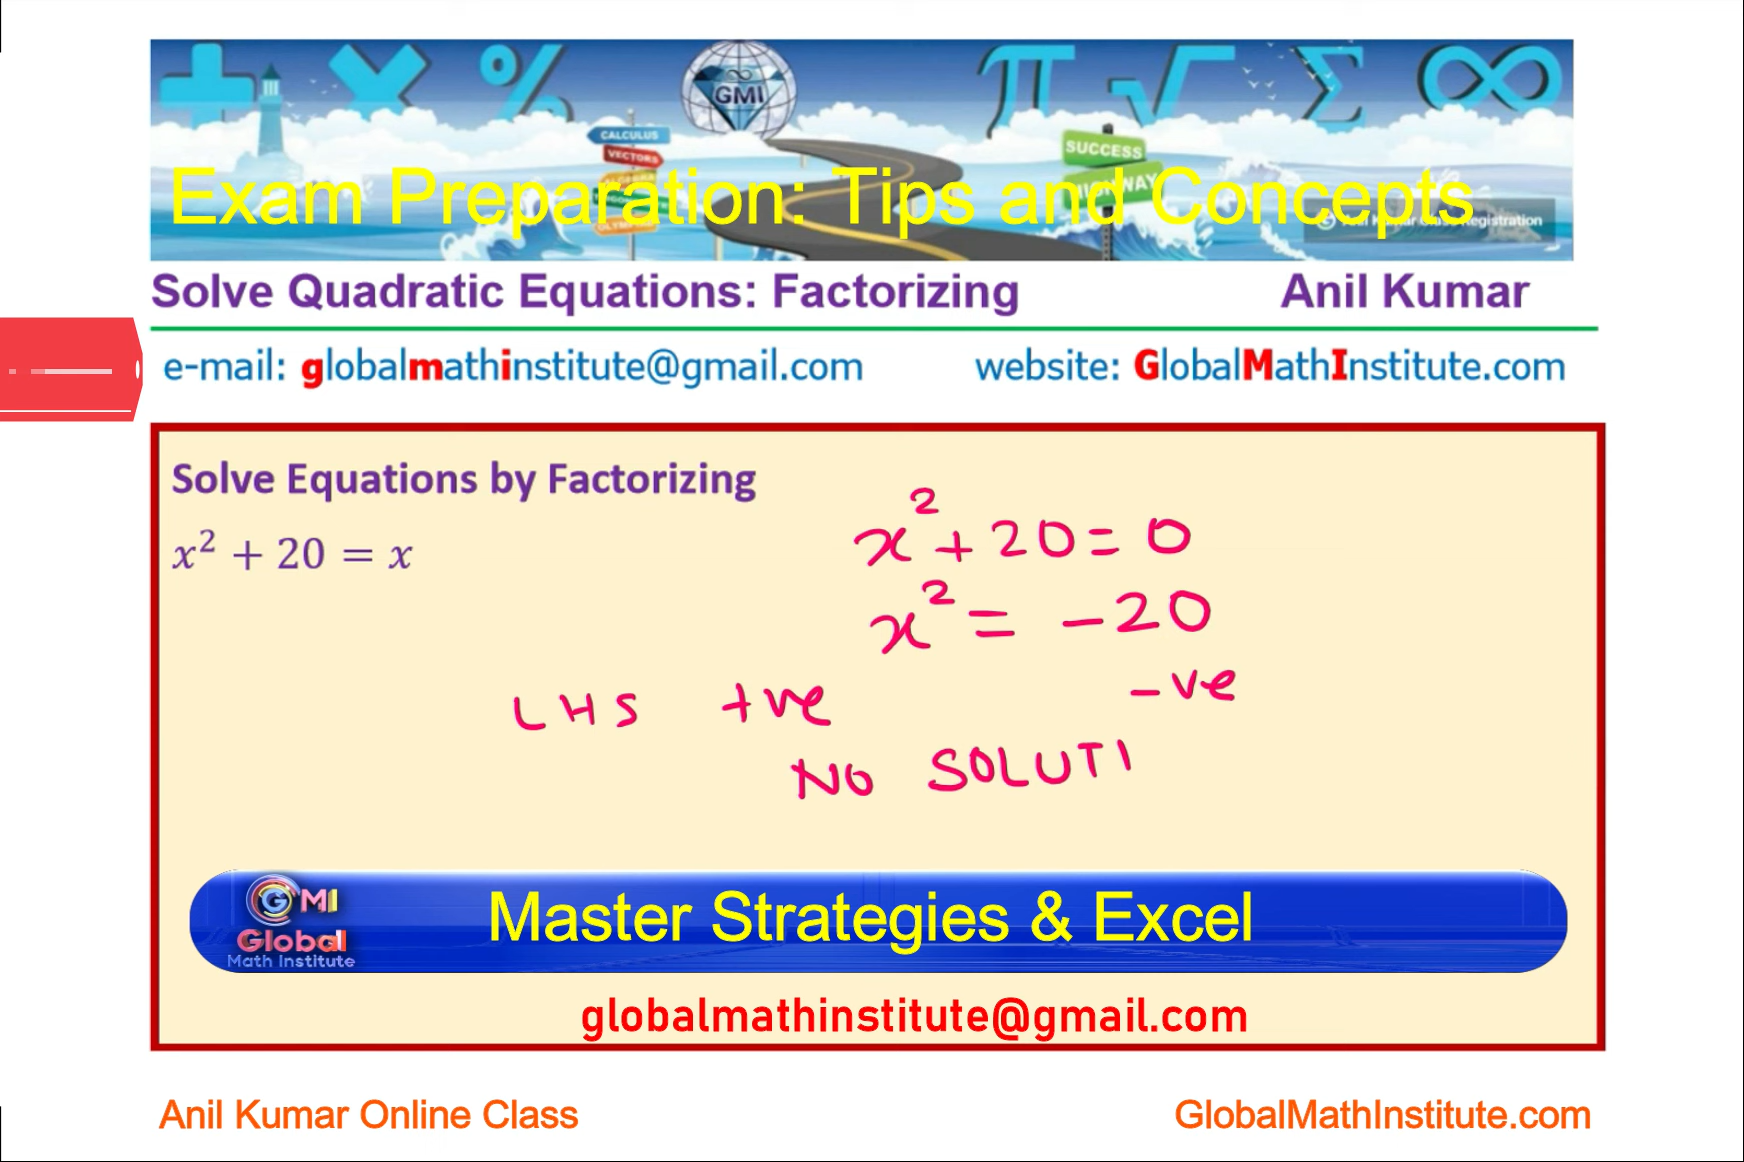 CALCULUS
VECTORS
GMI
SUCCESS
HIGHWAY
Exam Preparation: Tips and Concepts
Registration
Solve Quadratic Equations: Factorizing Anil Kumar
e-mail: globalmathinstitute@gmail.com website: GlobalMathInstitute.com
Solve Equations by Factorizing
x² + 20 = x
x² + 20 = 0
x² = -20
-ve
LHS +ve
NO SOLUTI
GMI
Global
Math Institute
Master Strategies & Excel
globalmathinstitute@gmail.com
Anil Kumar Online Class GlobalMathInstitute.com